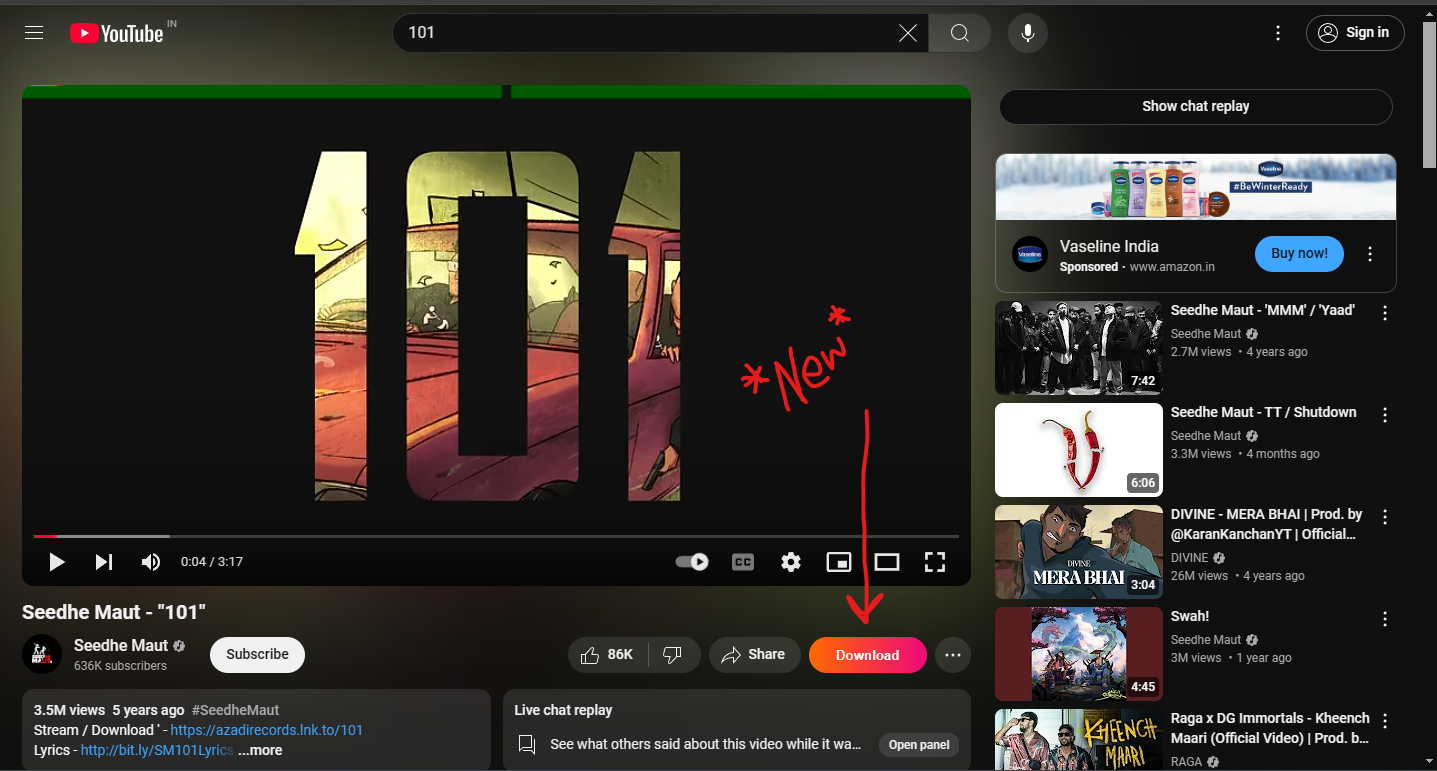 YouTube IN
101
Sign in
101
*New*
0:04 / 3:17
CC
Seedhe Maut - "101"
Seedhe Maut
636K subscribers
Subscribe
86K
Share
Download
3.5M views 5 years ago #SeedheMaut
Stream / Download ' - https://azadirecords.lnk.to/101
Lyrics - http://bit.ly/SM101Lyrics ...more
Live chat replay
See what others said about this video while it wa...
Open panel
Show chat replay
Vaseline
#BeWinterReady
Vaseline
Vaseline India
Sponsored · www.amazon.in
Buy now!
Seedhe Maut - 'MMM' / 'Yaad'
Seedhe Maut
2.7M views • 4 years ago
7:42
Seedhe Maut - TT / Shutdown
Seedhe Maut
3.3M views • 4 months ago
6:06
DIVINE - MERA BHAI | Prod. by
@KaranKanchanYT | Official...
DIVINE
26M views • 4 years ago
DIVINE
MERA BHAI
3:04
Swah!
Seedhe Maut
3M views • 1 year ago
4:45
Raga x DG Immortals - Kheench
Maari (Official Video) | Prod. b...
RAGA
KHEENCH
MAARI